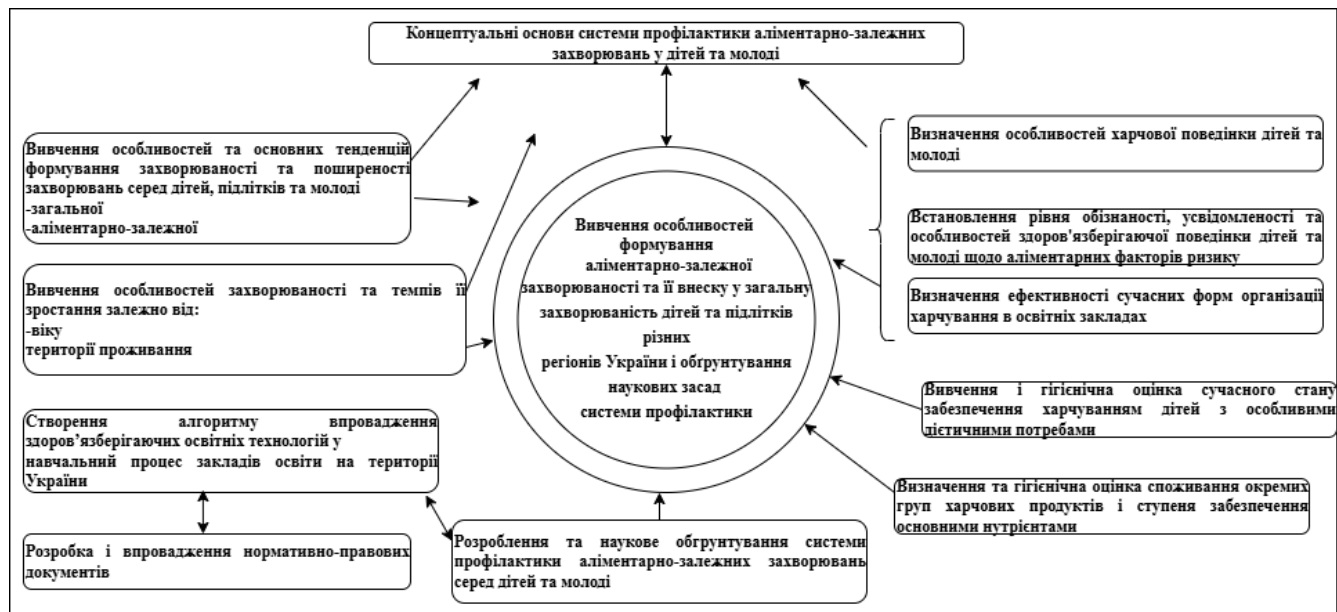 Концептуальні основи системи профілактики аліментарно-залежних
захворювань у дітей та молоді
Вивчення особливостей та основних тенденцій
формування захворюваності та поширеності
захворювань серед дітей, підлітків та молоді
-загальної
-аліментарно-залежної
Вивчення особливостей захворюваності та темпів її
зростання залежно від:
-віку
території проживання
Створення алгоритму впровадження
здоров’язберігаючих освітніх технологій у
навчальний процес закладів освіти на території
України
Розробка і впровадження нормативно-правових
документів
Вивчення особливостей
формування
аліментарно-залежної
захворюваності та її внеску у загальну
захворюваність дітей та підлітків
різних
регіонів України і обґрунтування
наукових засад
системи профілактики
Розроблення та наукове обгрунтування системи
профілактики аліментарно-залежних захворювань
серед дітей та молоді
Визначення особливостей харчової поведінки дітей та
молоді
Встановлення рівня обізнаності, усвідомленості та
особливостей здоров'язберігаючої поведінки дітей та
молоді щодо аліментарних факторів ризику
Визначення ефективності сучасних форм організації
харчування в освітніх закладах
Вивчення і гігієнічна оцінка сучасного стану
забезпечення харчуванням дітей з особливими
дієтичними потребами
Визначення та гігієнічна оцінка споживання окремих
груп харчових продуктів і ступеня забезпечення
основними нутрієнтами